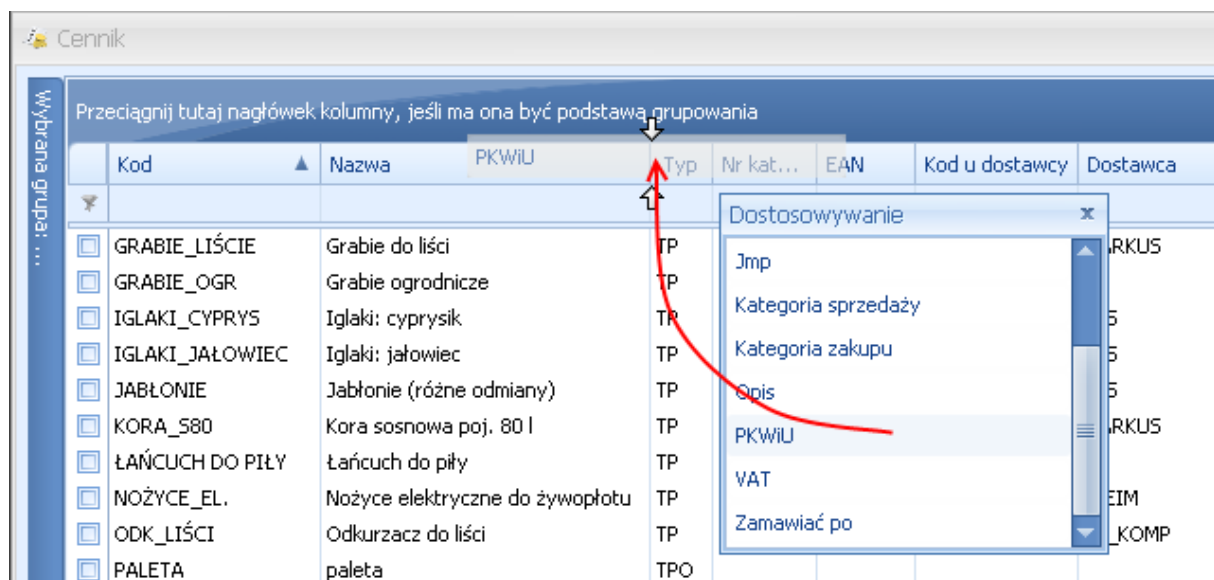 Cennik
Wybrana grupa: ...
Przeciągnij tutaj nagłówek kolumny, jeśli ma ona być podstawą grupowania
Kod Nazwa PKWiU Typ Nr kat... EAN Kod u dostawcy Dostawca
Dostosowywanie x
GRABIE_LIŚCIE Grabie do liści TP Jmp ARKUS
GRABIE_OGR Grabie ogrodnicze TP
IGLAKI_CYPRYS Iglaki: cyprysik TP Kategoria sprzedaży S
IGLAKI_JAŁOWIEC Iglaki: jałowiec TP Kategoria zakupu S
JABŁONIE Jabłonie (różne odmiany) TP Opis S
KORA_S80 Kora sosnowa poj. 80 l TP PKWiU ARKUS
ŁAŃCUCH DO PIŁY Łańcuch do piły TP
NOŻYCE_EL. Nożyce elektryczne do żywopłotu TP VAT EIM
ODK_LIŚCI Odkurzacz do liści TP Zamawiać po _KOMP
PALETA paleta TPO